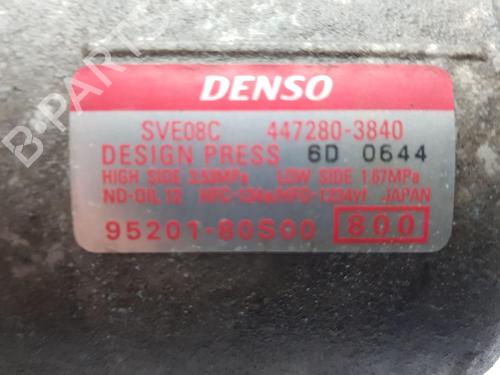 DENSO
SVE08C 447280-3840
DESIGN PRESS 6D 0644
HIGH SIDE 3.53MPa LOW SIDE 1.67MPa
ND-OIL 12 HFC-134a/HFO-1234yf JAPAN
95201-80S00 800
B-PARTS